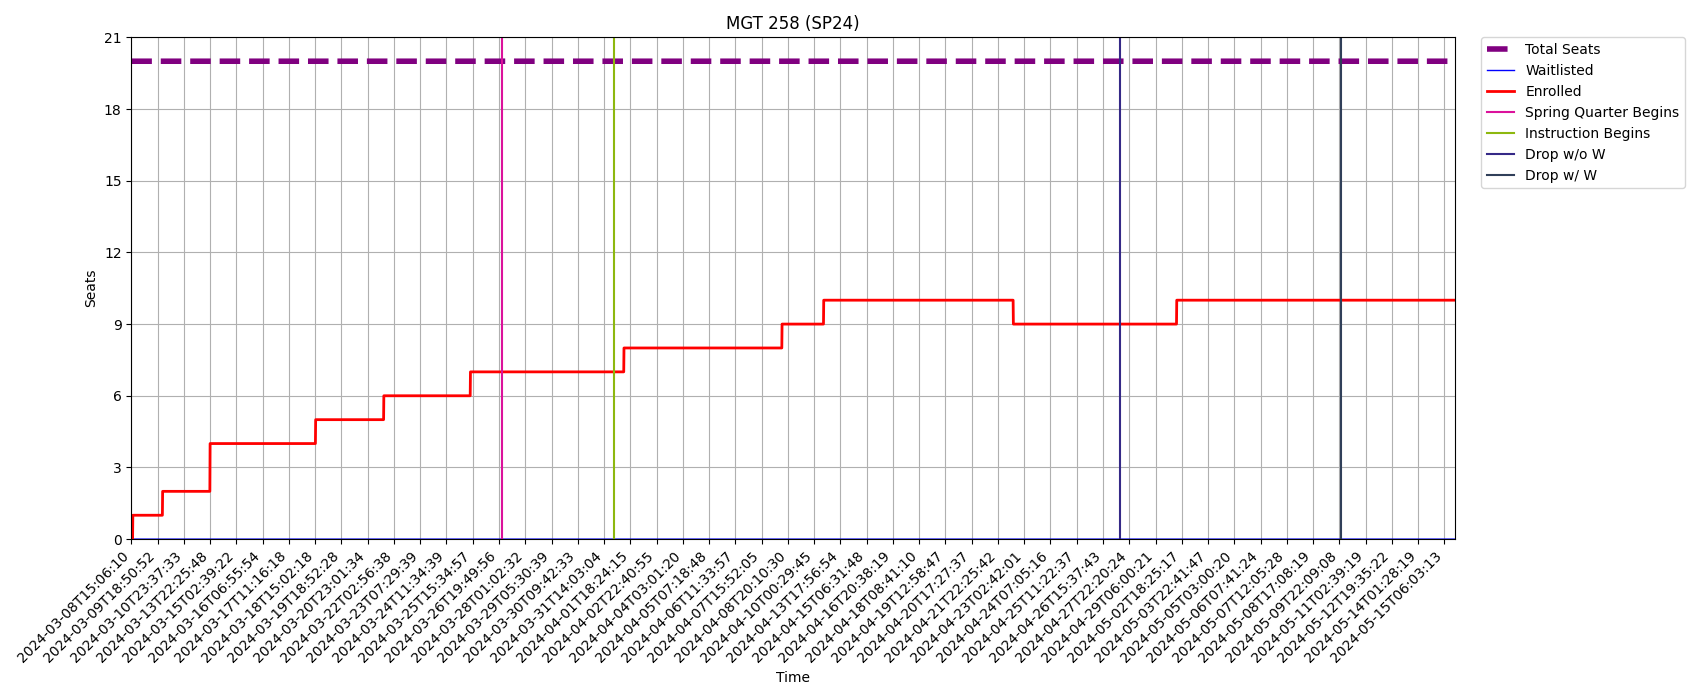 MGT 258 (SP24)
21
18
15
12
9
6
3
0
Seats
Total Seats
Waitlisted
Enrolled
Spring Quarter Begins
Instruction Begins
Drop w/o W
Drop w/ W
2024-03-08T15:06:10
2024-03-09T18:50:52
2024-03-10T23:37:33
2024-03-13T22:25:48
2024-03-15T02:39:22
2024-03-16T06:55:54
2024-03-17T11:16:18
2024-03-18T15:02:18
2024-03-19T18:52:28
2024-03-20T23:01:34
2024-03-22T02:56:38
2024-03-23T07:29:39
2024-03-24T11:34:39
2024-03-25T15:34:57
2024-03-26T19:49:56
2024-03-28T01:02:32
2024-03-29T05:30:39
2024-03-30T09:42:33
2024-03-31T14:03:04
2024-04-01T18:24:15
2024-04-02T22:40:55
2024-04-04T03:01:20
2024-04-05T07:18:48
2024-04-06T11:33:57
2024-04-07T15:52:05
2024-04-08T20:10:30
2024-04-10T00:29:45
2024-04-13T17:56:54
2024-04-15T06:31:48
2024-04-16T20:38:19
2024-04-18T08:41:10
2024-04-19T12:58:47
2024-04-20T17:27:37
2024-04-21T22:25:42
2024-04-23T02:42:01
2024-04-24T07:05:16
2024-04-25T11:22:37
2024-04-26T15:37:43
2024-04-27T22:20:24
2024-04-29T06:00:21
2024-05-02T18:25:17
2024-05-03T22:41:47
2024-05-05T03:00:20
2024-05-06T07:41:24
2024-05-07T12:05:28
2024-05-08T17:08:19
2024-05-09T22:09:08
2024-05-11T02:39:19
2024-05-12T19:35:22
2024-05-14T01:28:19
2024-05-15T06:03:13
Time